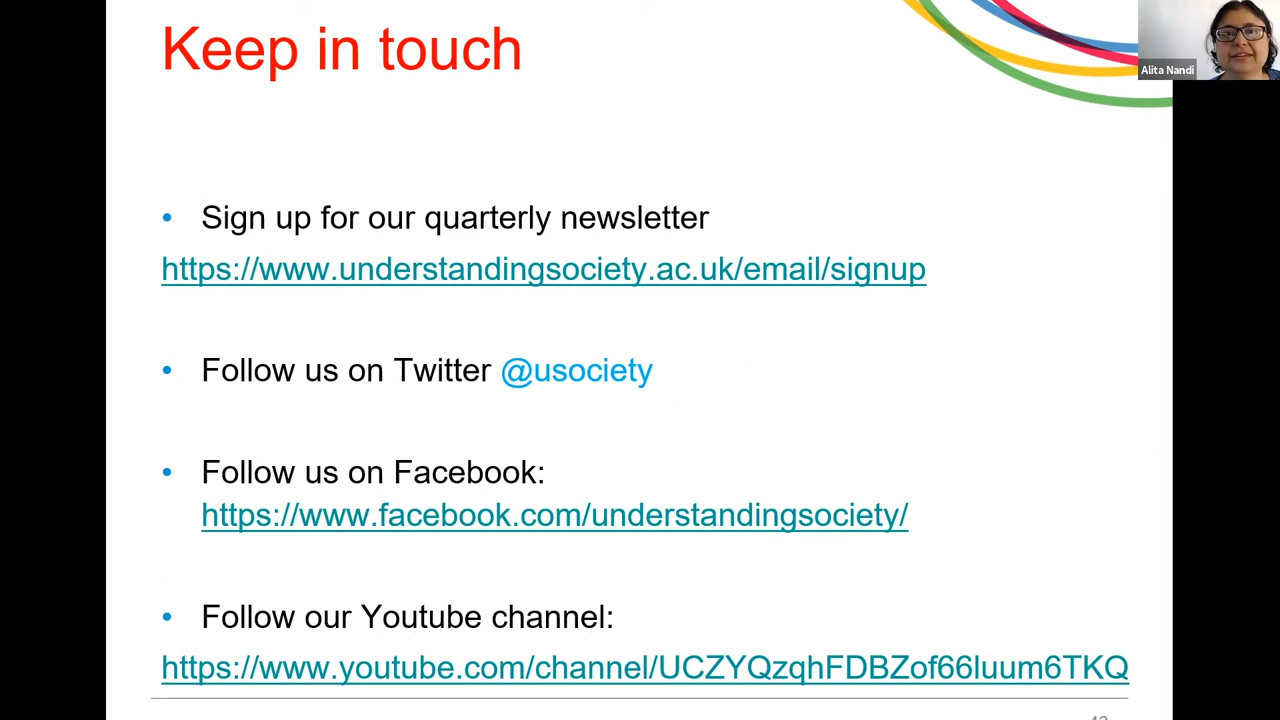 Keep in touch
Alita Nandi
• Sign up for our quarterly newsletter
https://www.understandingsociety.ac.uk/email/signup
• Follow us on Twitter @usociety
• Follow us on Facebook:
https://www.facebook.com/understandingsociety/
• Follow our Youtube channel:
https://www.youtube.com/channel/UCZYQzqhFDBZof66luum6TKQ